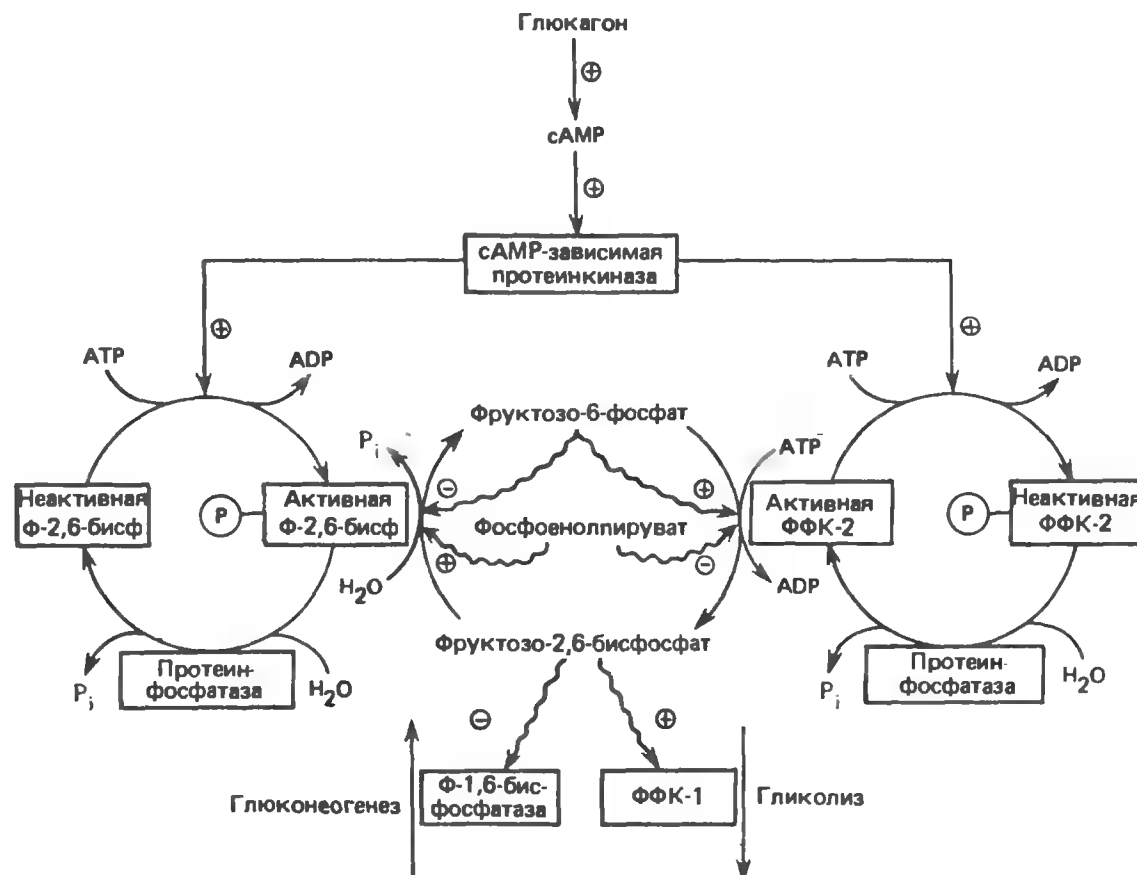 Глюкагон
⊕
cAMP
⊕
cAMP-зависимая
протеинкиназа
⊕
⊕
ATP
ADP
ATP
ADP
Фруктозо-6-фосфат
Pi
ATP
⊖
⊕
Неактивная
Ф-2,6-бисф
P
Активная
Ф-2,6-бисф
Фосфоенолпируват
Активная
ФФК-2
P
Неактивная
ФФК-2
⊕
⊖
H2O
ADP
Фруктозо-2,6-бисфосфат
Pi
Протеин-
фосфатаза
H2O
Pi
Протеин-
фосфатаза
H2O
⊖
⊕
Глюконеогенез
Ф-1,6-бис-
фосфатаза
ФФК-1
Гликолиз